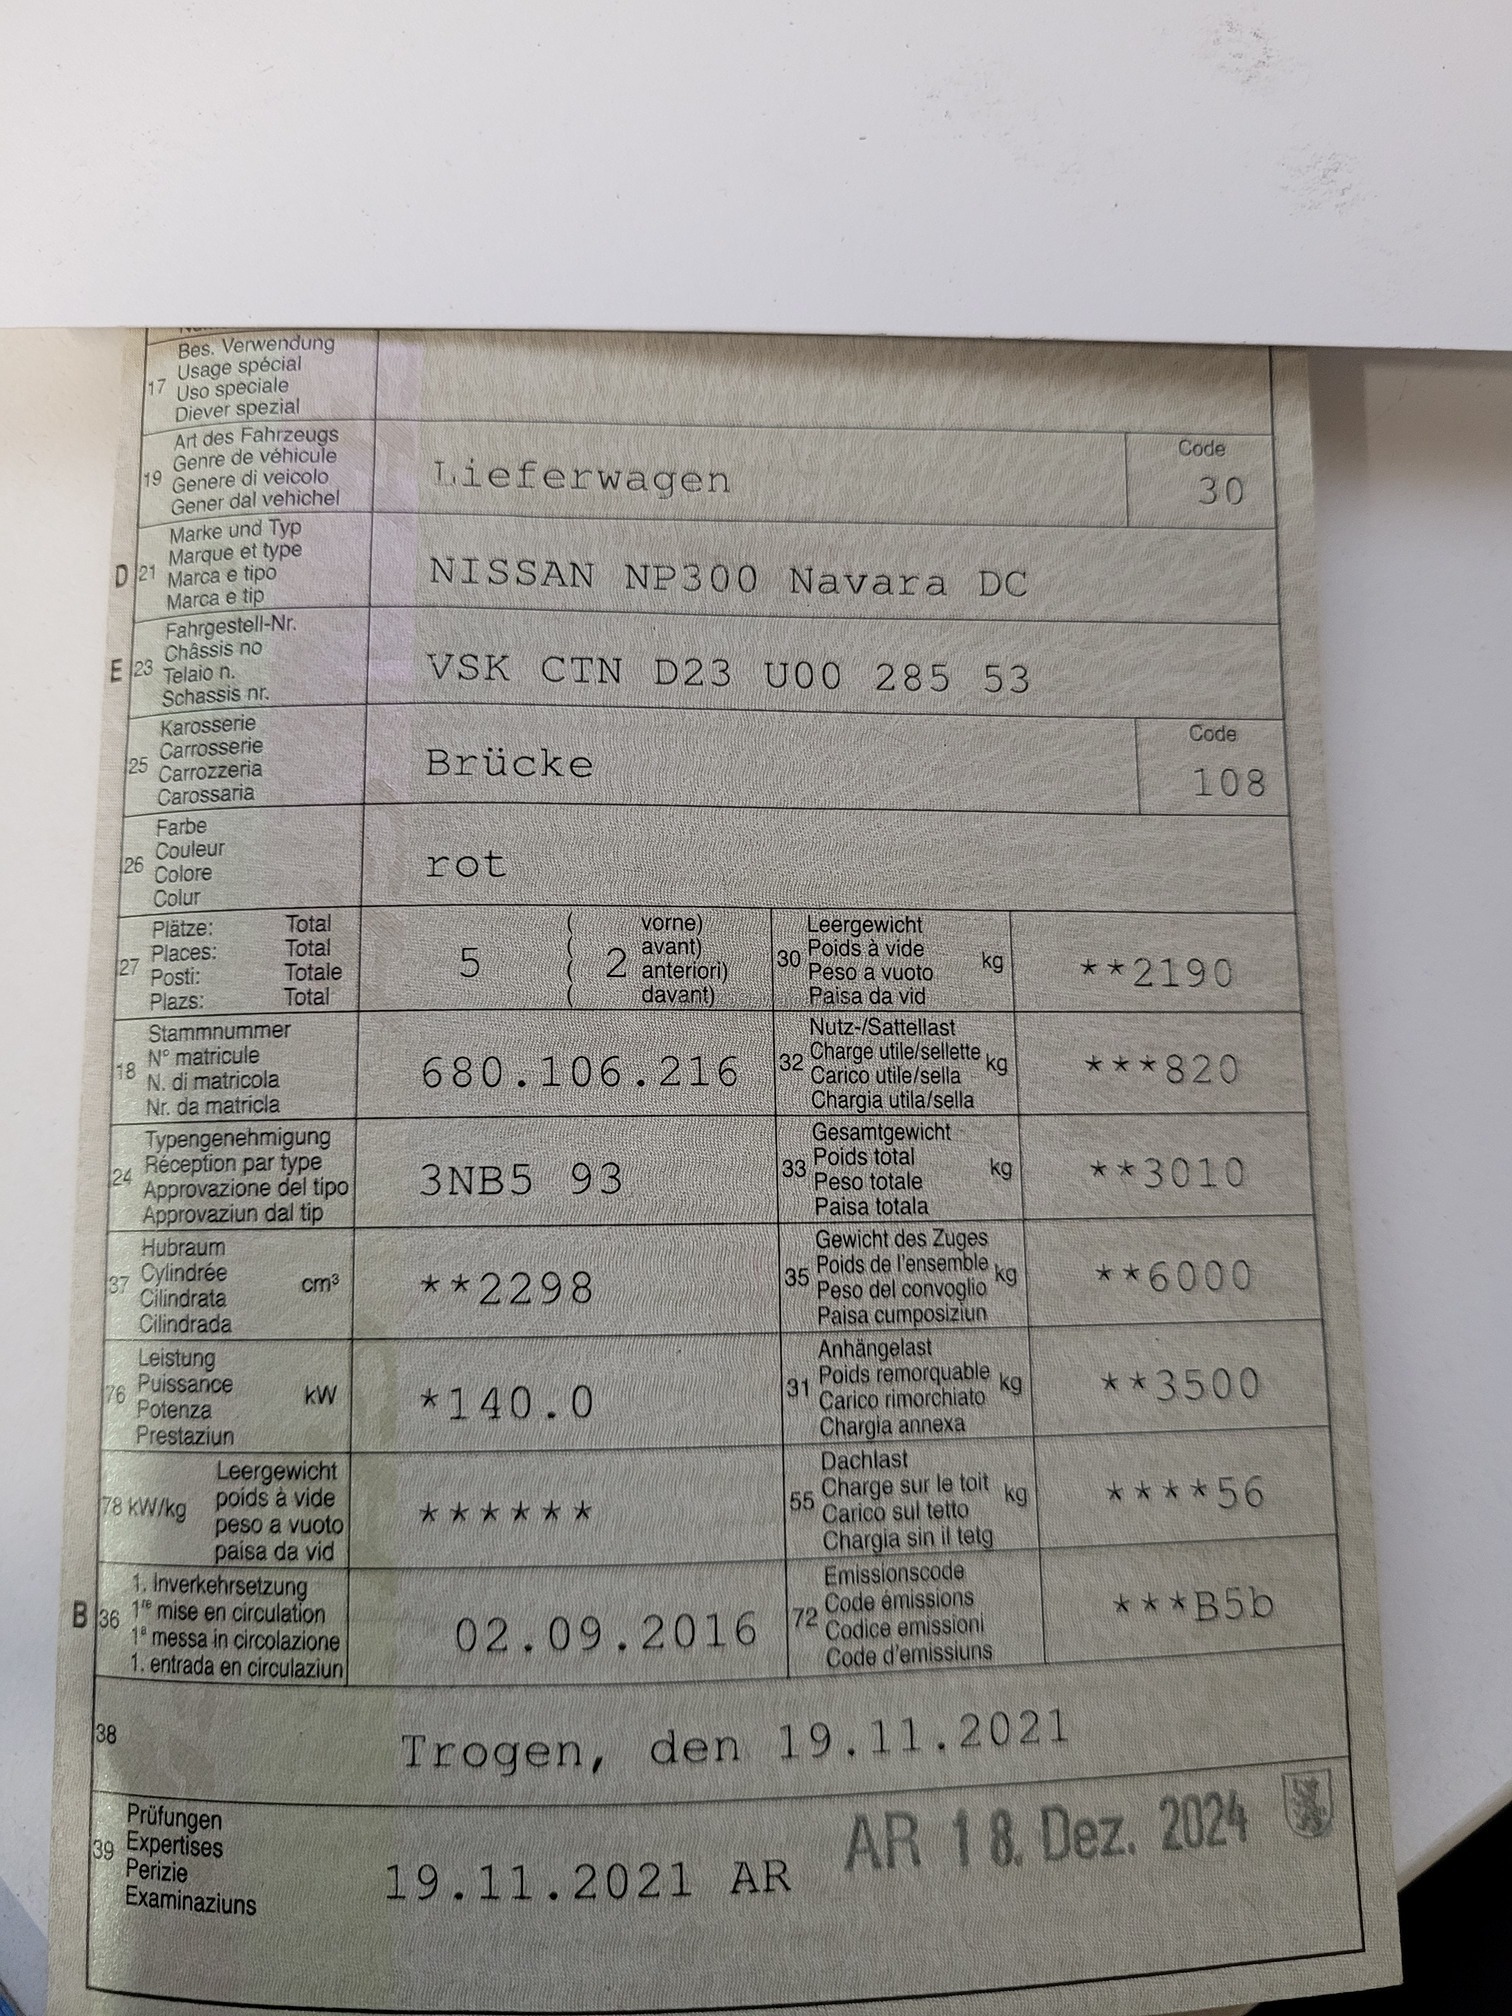 Bes. Verwendung
Usage spécial
17 Uso speciale
Diever spezial
Art des Fahrzeugs
Genre de véhicule
19 Genere di veicolo
Gener dal vehichel
Lieferwagen
Code
30
Marke und Typ
Marque et type
D 21 Marca e tipo
Marca e tip
NISSAN NP300 Navara DC
Fahrgestell-Nr.
Châssis no
E 23 Telaio n.
Schassis nr.
VSK CTN D23 U00 285 53
Karosserie
Carrosserie
25 Carrozzeria
Carossaria
Brücke
Code
108
Farbe
Couleur
26 Colore
Colur
rot
Plätze: Total
Places: Total
27 Posti: Totale
Plazs: Total
5
( vorne)
( avant)
( 2 anteriori)
( davant)
Leergewicht
30 Poids à vide kg
Peso a vuoto
Paisa da vid
**2190
Stammnummer
N° matricule
18 N. di matricola
Nr. da matricla
680.106.216
Nutz-/Sattellast
32 Charge utile/sellette kg
Carico utile/sella
Chargia utila/sella
***820
Typengenehmigung
Réception par type
24 Approvazione del tipo
Approvaziun dal tip
3NB5 93
Gesamtgewicht
33 Poids total kg
Peso totale
Paisa totala
**3010
Hubraum
37 Cylindrée cm³
Cilindrata
Cilindrada
**2298
Gewicht des Zuges
35 Poids de l'ensemble kg
Peso del convoglio
Paisa cumposiziun
**6000
Leistung
76 Puissance kW
Potenza
Prestaziun
*140.0
Anhängelast
31 Poids remorquable kg
Carico rimorchiato
Chargia annexa
**3500
Leergewicht
78 kW/kg poids à vide
peso a vuoto
paisa da vid
******
Dachlast
55 Charge sur le toit kg
Carico sul tetto
Chargia sin il tetg
****56
1. Inverkehrsetzung
B 36 1re mise en circulation
1a messa in circolazione
1. entrada en circulaziun
02.09.2016
Emissionscode
72 Code émissions
Codice emissioni
Code d'emissiuns
***B5b
38
Trogen, den 19.11.2021
Prüfungen
39 Expertises
Perizie
Examinaziuns
19.11.2021 AR
AR 18. Dez. 2024